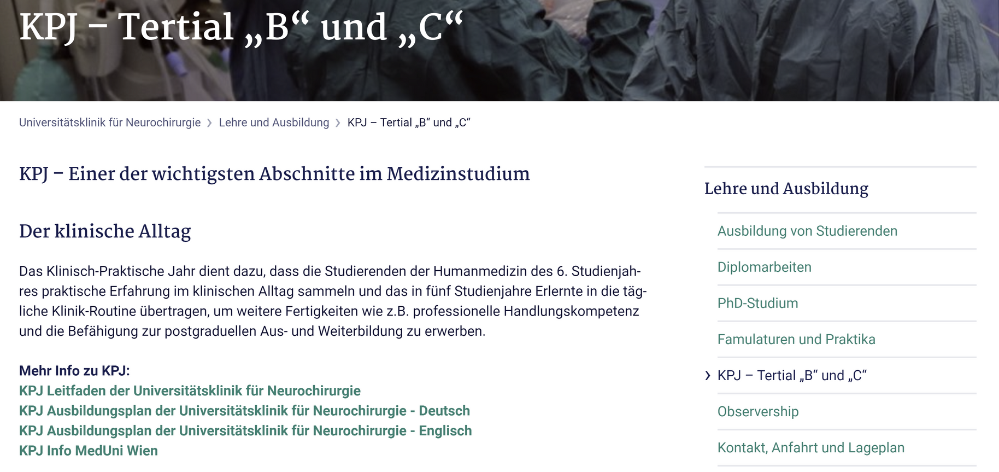 KPJ – Tertial „B“ und „C“
Universitätsklinik für Neurochirurgie › Lehre und Ausbildung › KPJ – Tertial „B“ und „C“
KPJ – Einer der wichtigsten Abschnitte im Medizinstudium
Der klinische Alltag
Das Klinisch-Praktische Jahr dient dazu, dass die Studierenden der Humanmedizin des 6. Studienjah-
res praktische Erfahrung im klinischen Alltag sammeln und das in fünf Studienjahre Erlernte in die täg-
liche Klinik-Routine übertragen, um weitere Fertigkeiten wie z.B. professionelle Handlungskompetenz
und die Befähigung zur postgraduellen Aus- und Weiterbildung zu erwerben.
Mehr Info zu KPJ:
KPJ Leitfaden der Universitätsklinik für Neurochirurgie
KPJ Ausbildungsplan der Universitätsklinik für Neurochirurgie - Deutsch
KPJ Ausbildungsplan der Universitätsklinik für Neurochirurgie - Englisch
KPJ Info MedUni Wien
Lehre und Ausbildung
Ausbildung von Studierenden
Diplomarbeiten
PhD-Studium
Famulaturen und Praktika
› KPJ – Tertial „B“ und „C“
Observership
Kontakt, Anfahrt und Lageplan